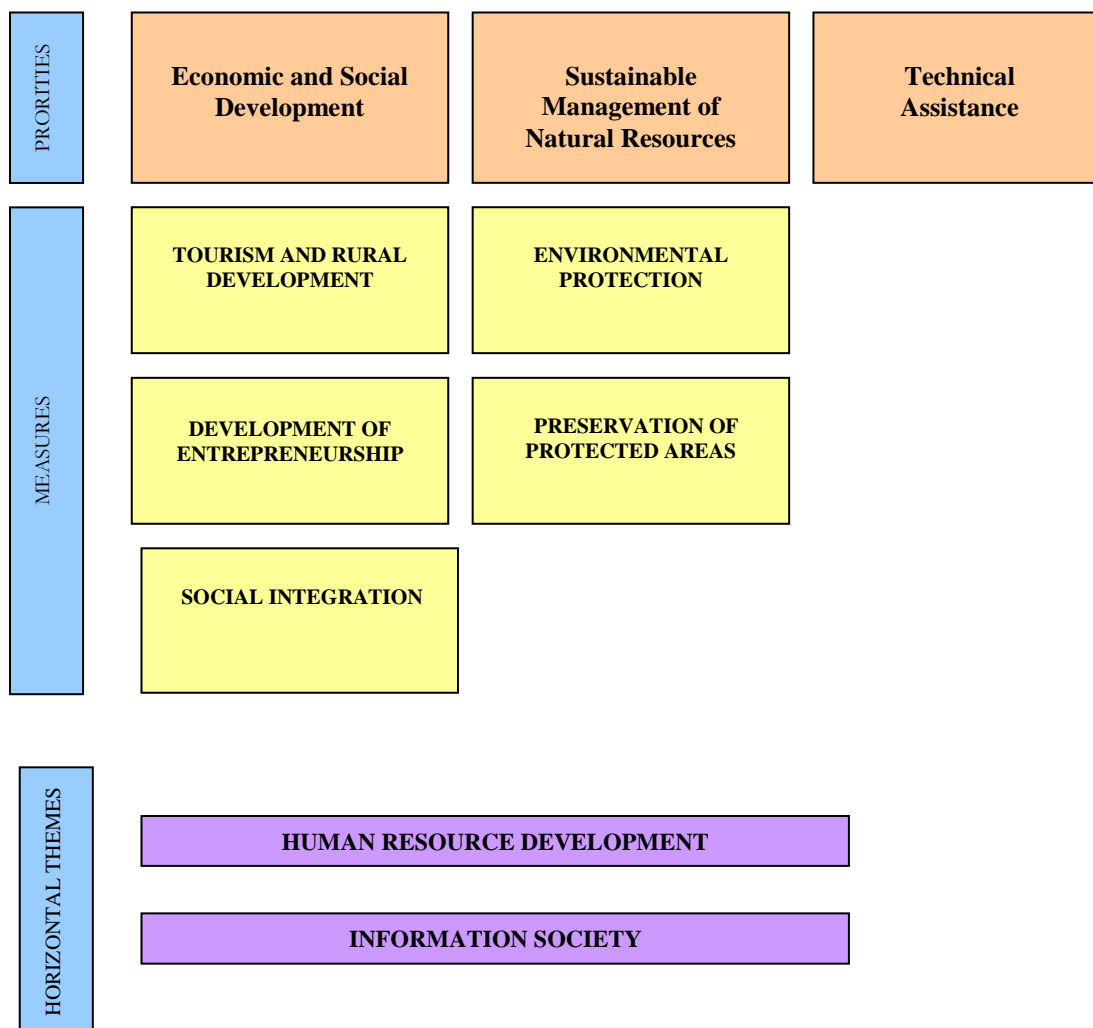 PRORITIES
Economic and Social
Development
Sustainable
Management of
Natural Resources
Technical
Assistance
MEASURES
TOURISM AND RURAL
DEVELOPMENT
ENVIRONMENTAL
PROTECTION
DEVELOPMENT OF
ENTREPRENEURSHIP
PRESERVATION OF
PROTECTED AREAS
SOCIAL INTEGRATION
HORIZONTAL THEMES
HUMAN RESOURCE DEVELOPMENT
INFORMATION SOCIETY